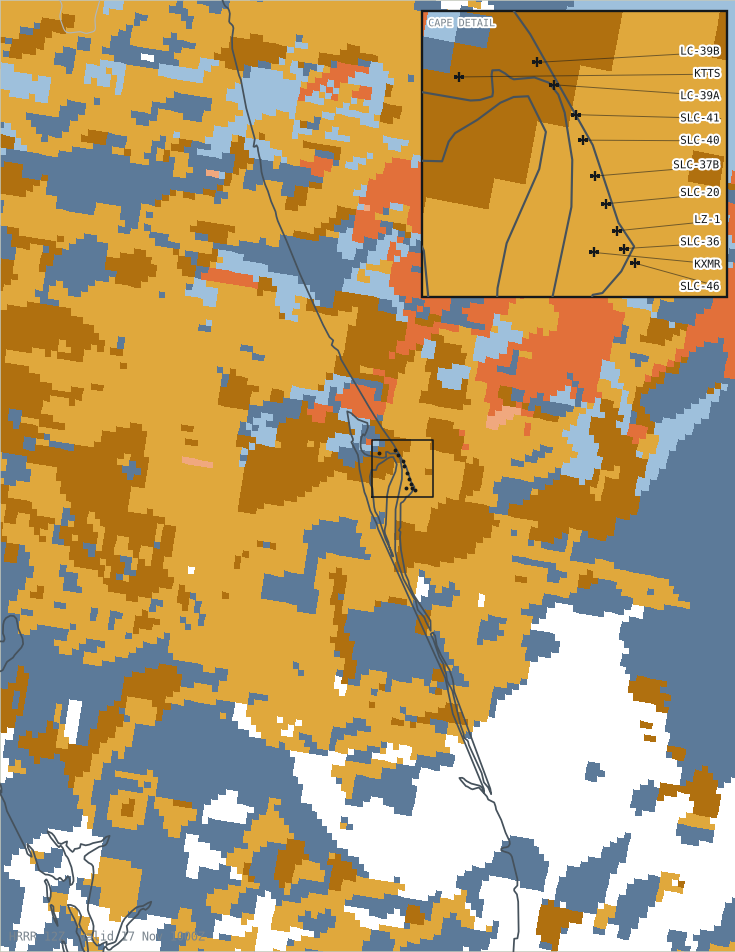 CAPE DETAIL
LC-39B
KTTS
LC-39A
SLC-41
SLC-40
SLC-37B
SLC-20
LZ-1
SLC-36
KXMR
SLC-46
HRRR